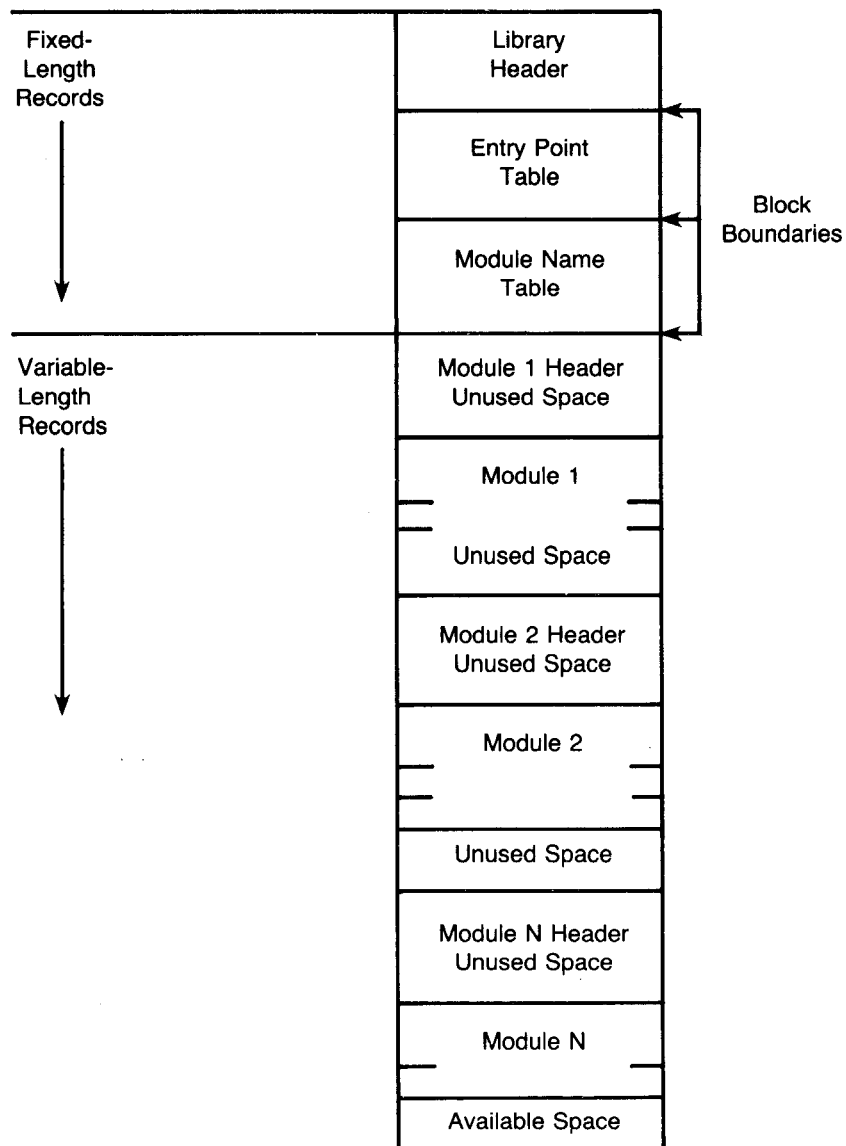 Fixed-
Length
Records
Library
Header
Entry Point
Table
Block
Boundaries
Module Name
Table
Variable-
Length
Records
Module 1 Header
Unused Space
Module 1
Unused Space
Module 2 Header
Unused Space
Module 2
Unused Space
Module N Header
Unused Space
Module N
Available Space